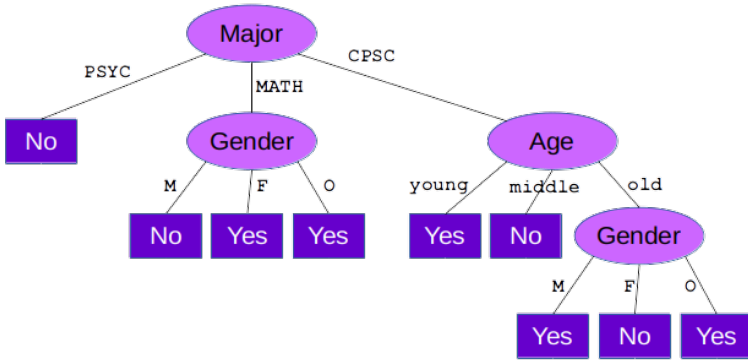 Major
PSYC MATH CPSC
No Gender Age
M F O young middle old
No Yes Yes Yes No Gender
M F O
Yes No Yes